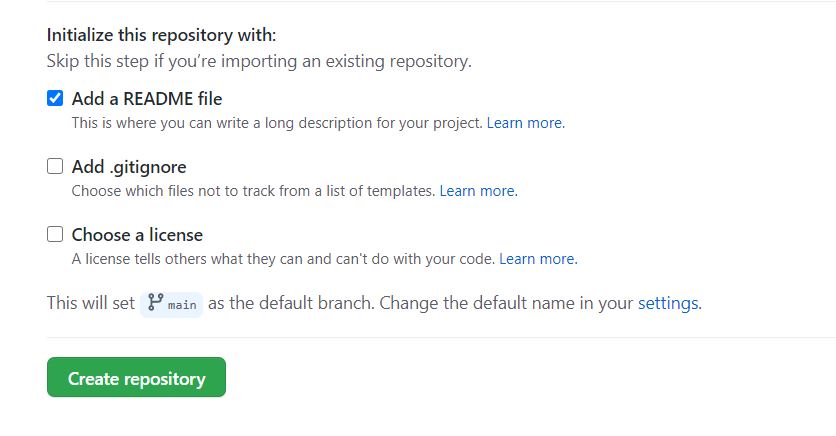 Initialize this repository with:
Skip this step if you’re importing an existing repository.
Add a README file
This is where you can write a long description for your project. Learn more.
Add .gitignore
Choose which files not to track from a list of templates. Learn more.
Choose a license
A license tells others what they can and can't do with your code. Learn more.
This will set main as the default branch. Change the default name in your settings.
Create repository